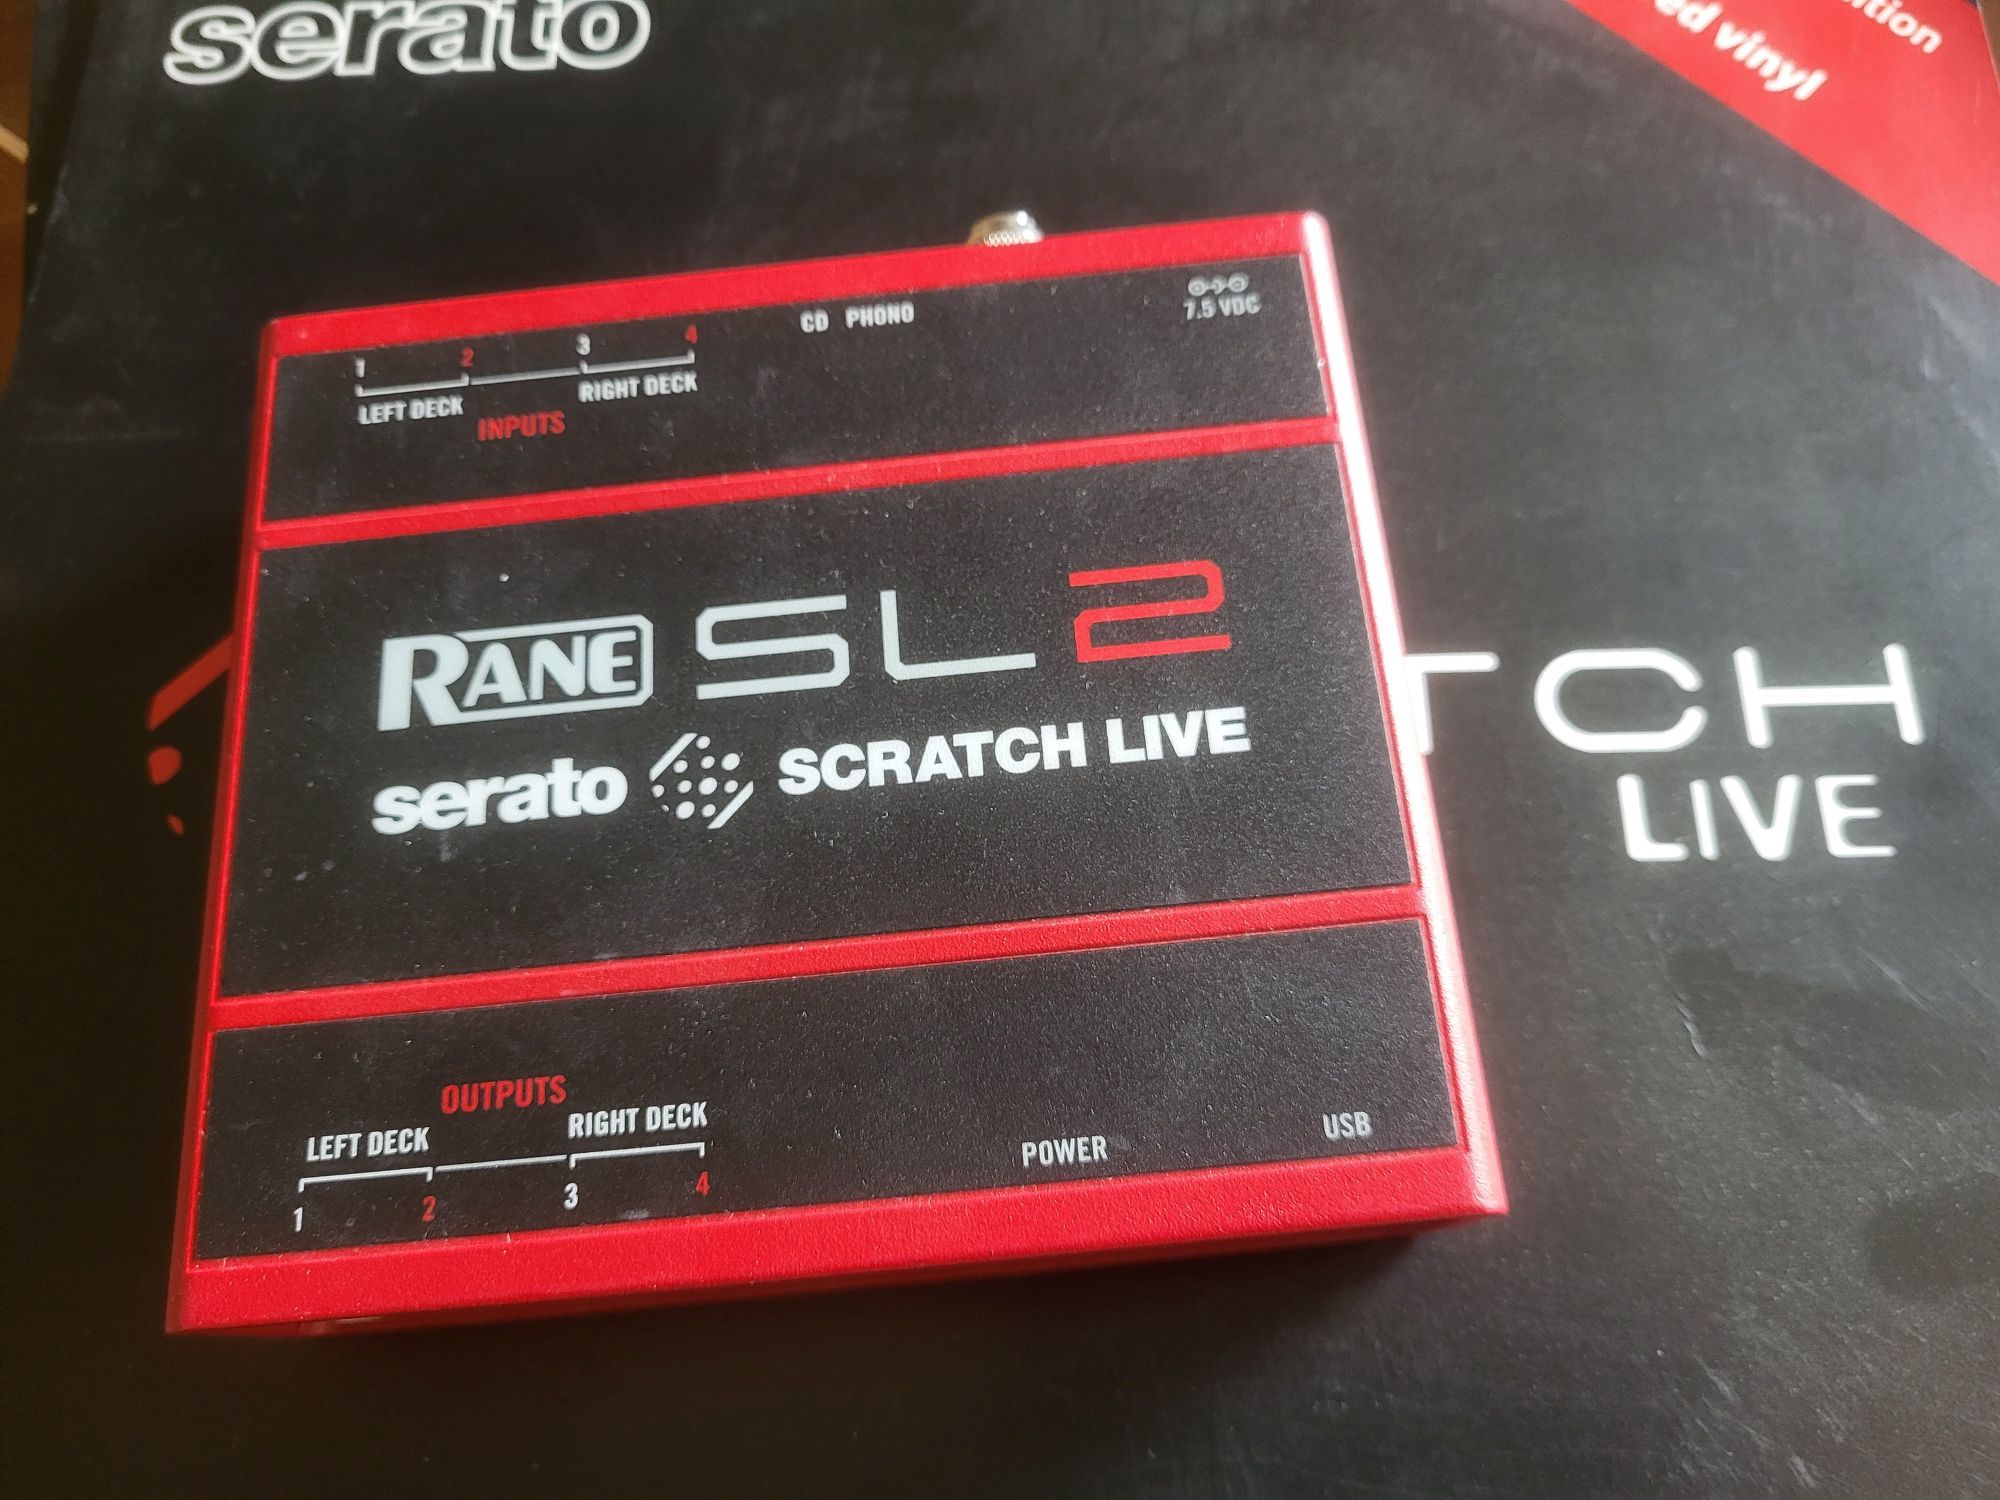 serato
ed vinyl
CD PHONO
7.5 VDC
1 2 3 4
LEFT DECK RIGHT DECK
INPUTS
RANE SL2
serato SCRATCH LIVE
TCH
LIVE
OUTPUTS
LEFT DECK RIGHT DECK
1 2 3 4
POWER
USB